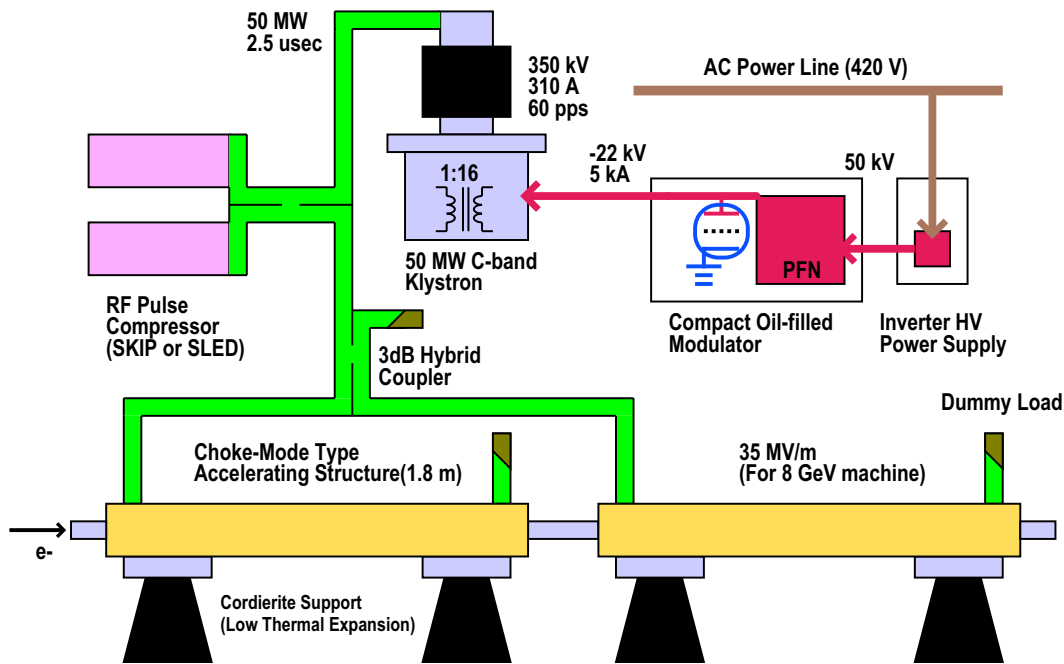 50 MW
2.5 usec
350 kV
310 A
60 pps
AC Power Line (420 V)
-22 kV
5 kA
50 kV
1:16
PFN
50 MW C-band
Klystron
RF Pulse
Compressor
(SKIP or SLED)
Compact Oil-filled
Modulator
Inverter HV
Power Supply
3dB Hybrid
Coupler
Dummy Load
Choke-Mode Type
Accelerating Structure(1.8 m)
35 MV/m
(For 8 GeV machine)
e-
Cordierite Support
(Low Thermal Expansion)